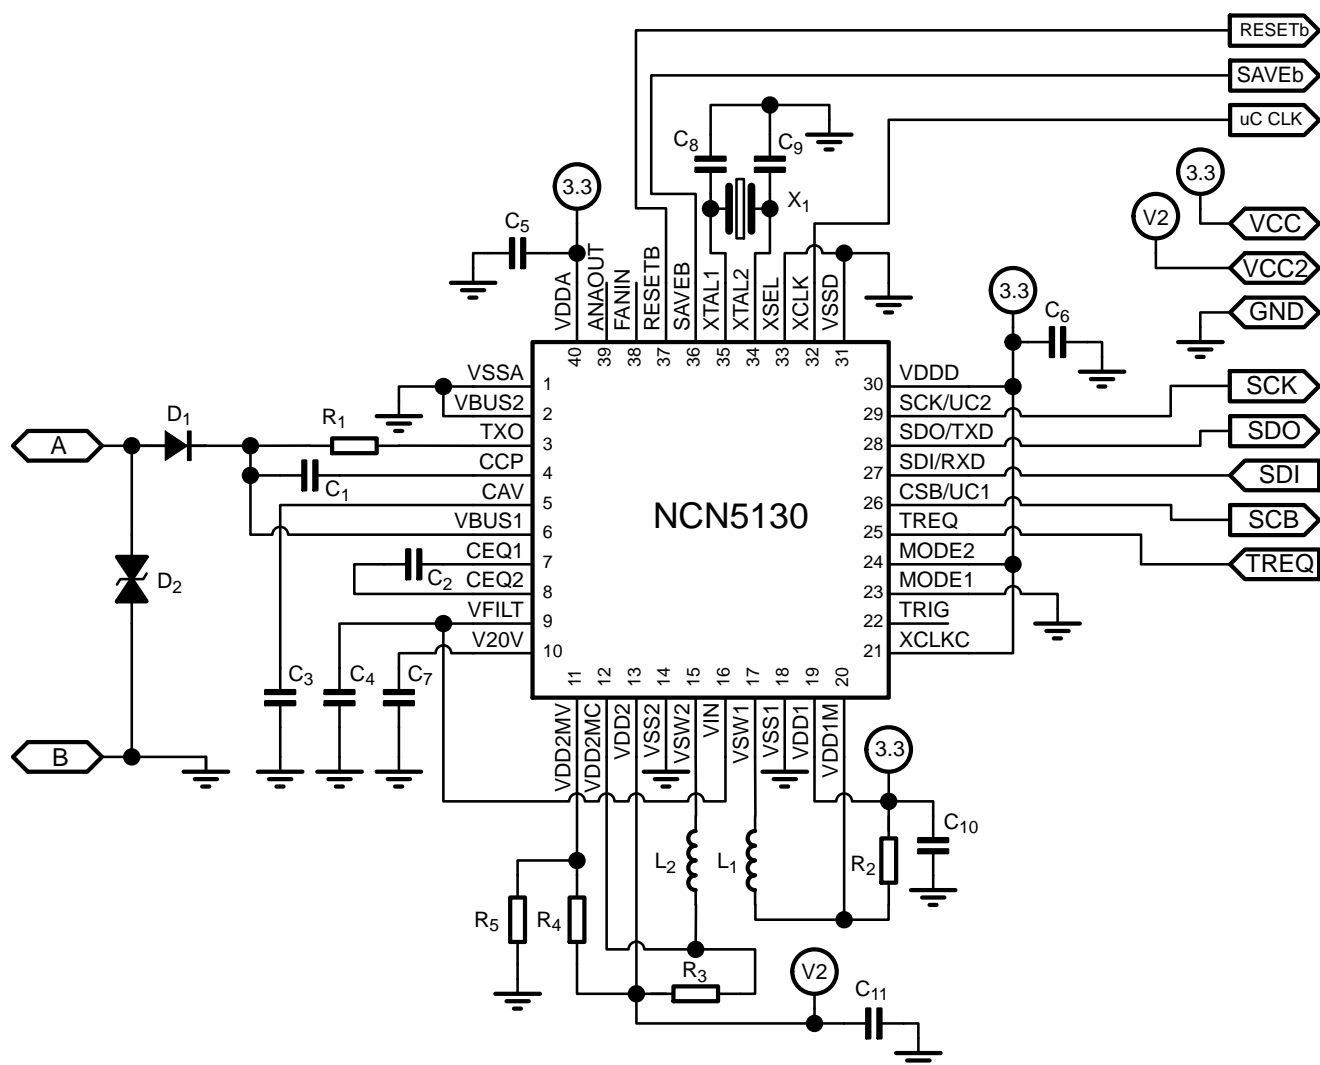 RESETb
SAVEb
uC CLK
C8
C9
X1
3.3
3.3
V2
VCC
VCC2
GND
C5
3.3
C6
VDDA
ANAOUT
FANIN
RESETB
SAVEB
XTAL1
XTAL2
XSEL
XCLK
VSSD
40
39
38
37
36
35
34
33
32
31
VSSA 1
VBUS2 2
TXO 3
CCP 4
CAV 5
VBUS1 6
CEQ1 7
CEQ2 8
VFILT 9
V20V 10
NCN5130
30 VDDD
29 SCK/UC2
28 SDO/TXD
27 SDI/RXD
26 CSB/UC1
25 TREQ
24 MODE2
23 MODE1
22 TRIG
21 XCLKC
SCK
SDO
SDI
SCB
TREQ
A
D1
R1
C1
D2
C2
C3
C4
C7
B
11
12
13
14
15
16
17
18
19
20
VDD2MV
VDD2MC
VDD2
VSS2
VSW2
VIN
VSW1
VSS1
VDD1
VDD1M
3.3
C10
L2
L1
R2
R5
R4
R3
V2
C11